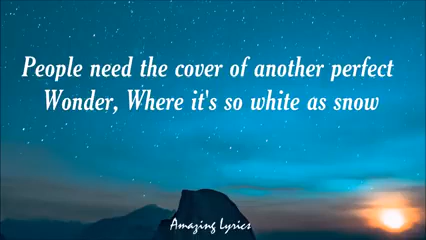 People need the cover of another perfect
Wonder, Where it's so white as snow
Amazing Lyrics